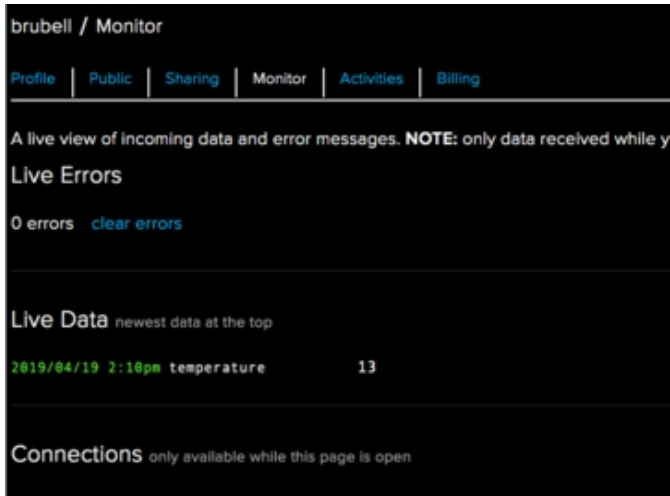 brubell / Monitor
Profile | Public | Sharing | Monitor | Activities | Billing
A live view of incoming data and error messages. NOTE: only data received while
Live Errors
0 errors clear errors
Live Data newest data at the top
2019/04/19 2:10pm temperature 13
Connections only available while this page is open